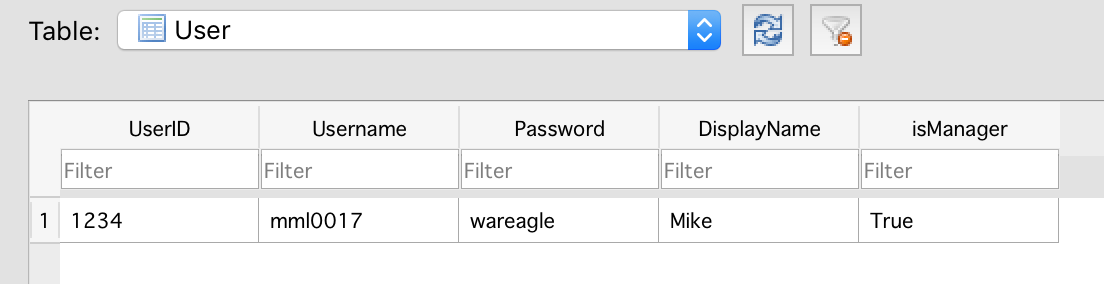 Table: User
UserID Username Password DisplayName isManager
Filter Filter Filter Filter Filter
1 1234 mml0017 wareagle Mike True